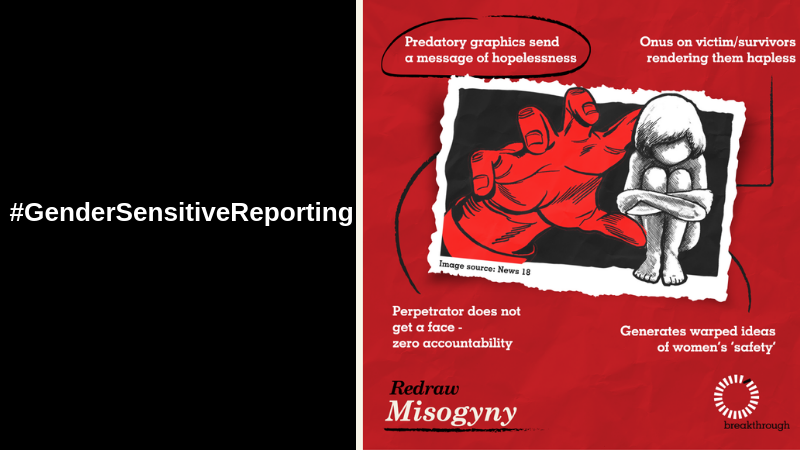 #GenderSensitiveReporting
Predatory graphics send
a message of hopelessness
Onus on victim/survivors
rendering them hapless
Image source: News 18
Perpetrator does not
get a face -
zero accountability
Generates warped ideas
of women's 'safety'
Redraw
Misogyny
breakthrough